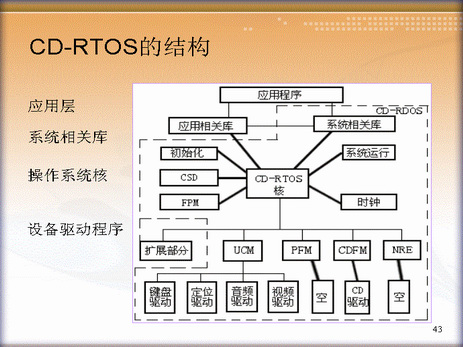 CD-RTOS的结构
应用层
系统相关库
操作系统核
设备驱动程序
应用程序
CD-RDOS
应用相关库
系统相关库
初始化
系统运行
CSD
CD-RTOS
核
FPM
时钟
扩展部分
UCM
PFM
CDFM
NRE
键盘
驱动
定位
驱动
音频
驱动
视频
驱动
空
CD
驱动
空
43